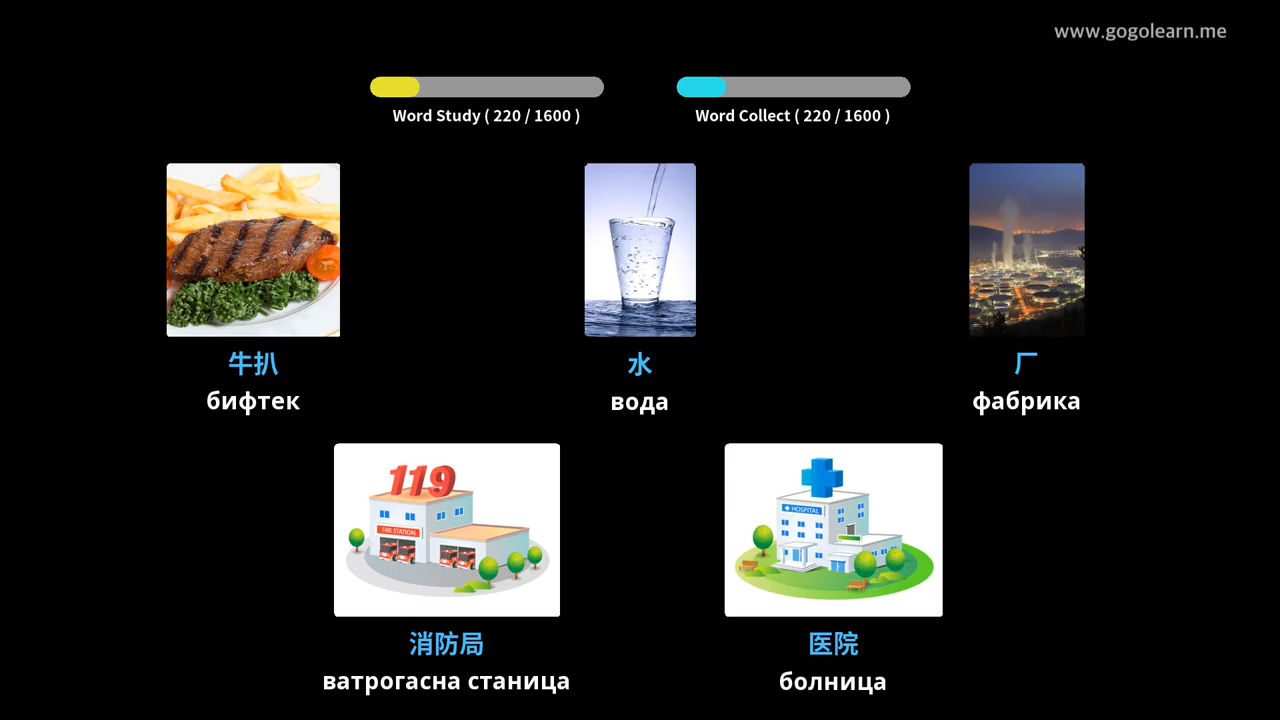 www.gogolearn.me
Word Study ( 220 / 1600 )
Word Collect ( 220 / 1600 )
牛扒
水
厂
бифтек
вода
фабрика
119
FIRE STATION
HOSPITAL
消防局
医院
ватрогасна станица
болница